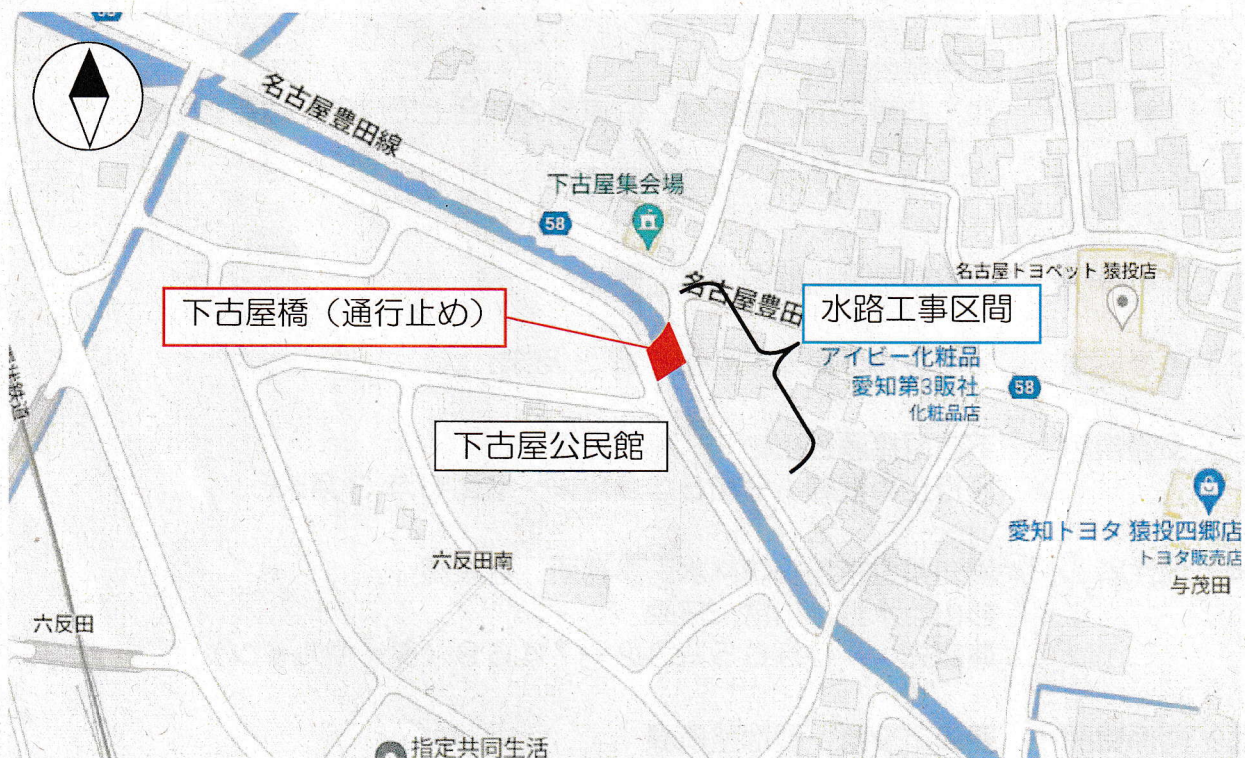 名古屋豊田線
下古屋集会場
58
名古屋トヨペット 猿投店
名古屋豊田
下古屋橋（通行止め）
水路工事区間
アイビー化粧品
愛知第3販社
化粧品店
58
下古屋公民館
愛知トヨタ 猿投四郷店
トヨタ販売店
与茂田
六反田南
六反田
指定共同生活